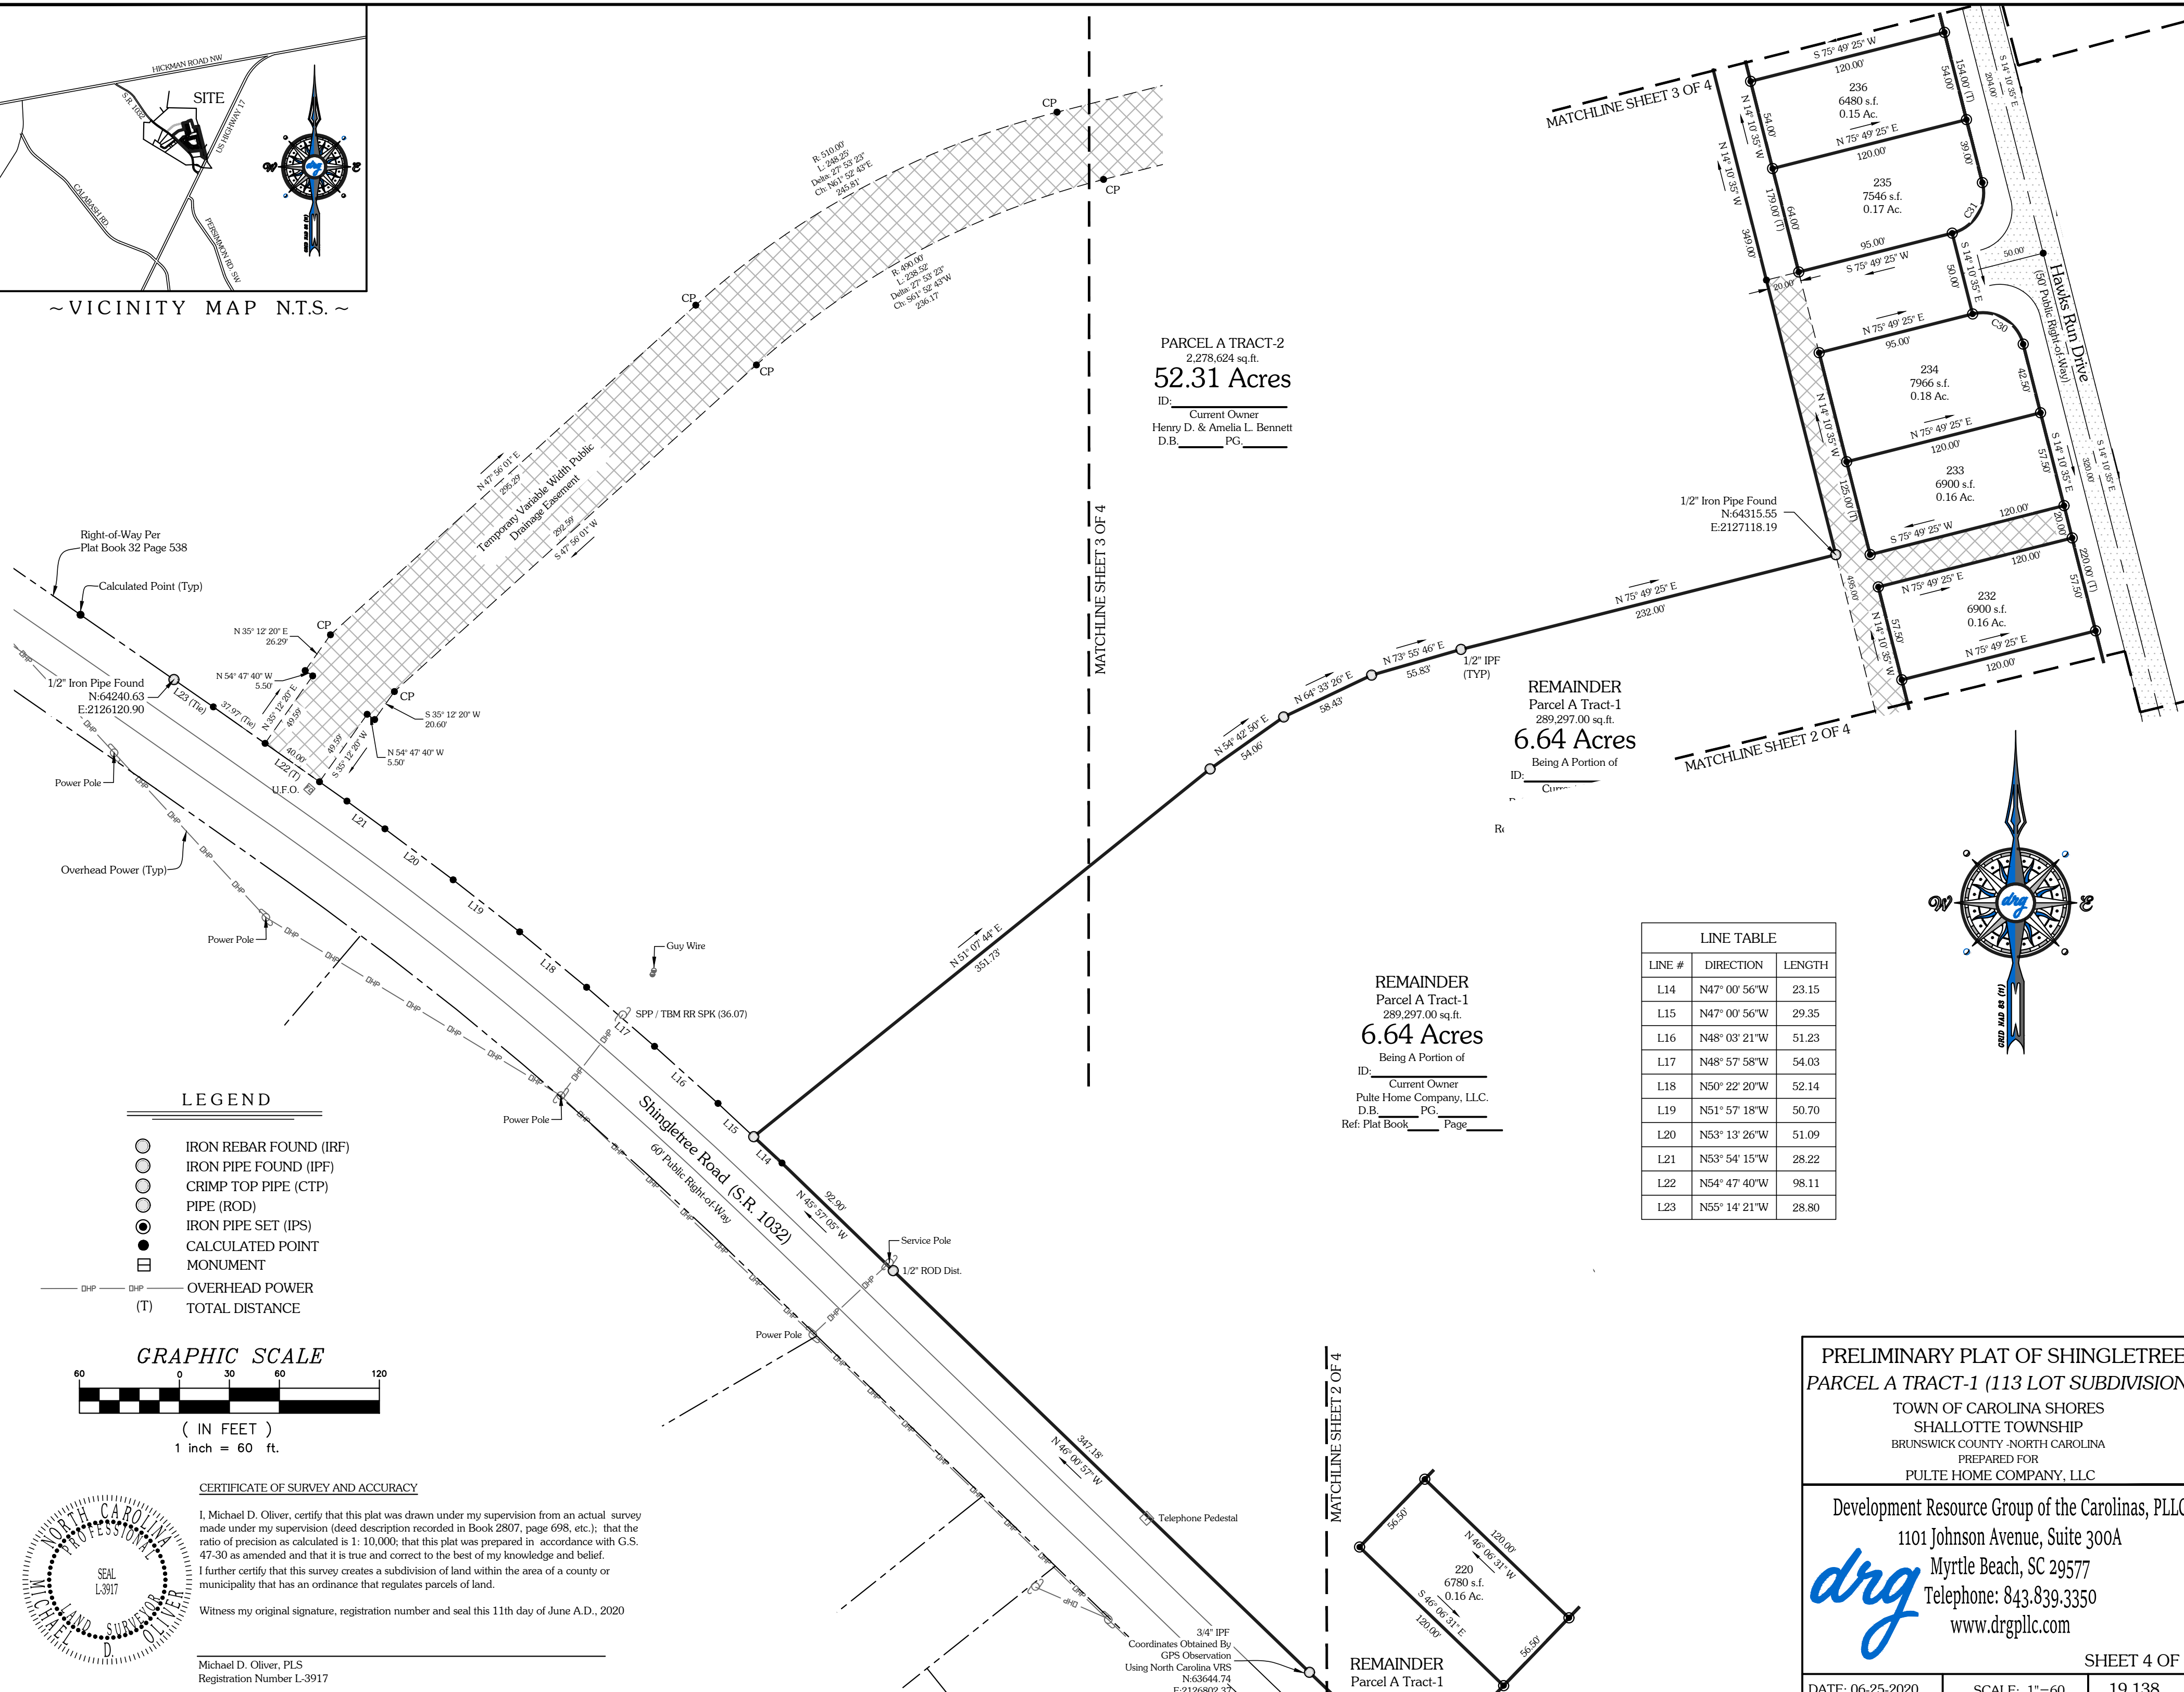 HICKMAN ROAD NW
S.R. 1032
SITE
US HIGHWAY 17
CALABASH RD.
PERSIMMON RD. SW
W
drg
E
~VICINITY MAP N.T.S.~
R: 510.00'
L: 248.25'
Delta: 27° 53' 23"
Ch: N61° 52' 43"E
245.81'
R: 490.00'
L: 238.52'
Delta: 27° 53' 23"
Ch: S61° 52' 43"W
236.17'
CP
CP
CP
CP
CP
CP
N 47° 56' 01" E
295.29'
Temporary Variable Width Public
Drainage Easement
292.59'
S 47° 56' 01" W
MATCHLINE SHEET 3 OF 4
PARCEL A TRACT-2
2,278,624 sq.ft.
52.31 Acres
ID:
Current Owner
Henry D. & Amelia L. Bennett
D.B. PG.
MATCHLINE SHEET 3 OF 4
S 75° 49' 25" W
120.00'
236
6480 s.f.
0.15 Ac.
54.00'
154.00' (T)
S 14° 10' 35" E
204.00'
N 14° 10' 35" W
54.00'
N 75° 49' 25" E
120.00'
39.00'
235
7546 s.f.
0.17 Ac.
N 14° 10' 35" W
349.00'
179.00' (T)
64.00'
C31
95.00'
S 75° 49' 25" W
S 14° 10' 35" E
50.00'
50.00'
20.00'
Hawks Run Drive
(50' Public Right-of-Way)
N 75° 49' 25" E
95.00'
C30
234
7966 s.f.
0.18 Ac.
42.50'
N 14° 10' 35" W
125.00' (T)
N 75° 49' 25" E
120.00'
233
6900 s.f.
0.16 Ac.
S 14° 10' 35" E
57.50'
320.00'
S 14° 10' 35" E
120.00'
S 75° 49' 25" W
20.00'
120.00'
N 75° 49' 25" E
220.00' (T)
57.50'
232
6900 s.f.
0.16 Ac.
495.00'
57.50'
N 14° 10' 35" W
N 75° 49' 25" E
120.00'
MATCHLINE SHEET 2 OF 4
1/2" Iron Pipe Found
N:64315.55
E:2127118.19
N 75° 49' 25" E
232.00'
N 73° 55' 46" E
55.83'
1/2" IPF
(TYP)
N 64° 33' 26" E
58.43'
N 54° 42' 50" E
54.06'
N 51° 07' 44" E
351.73'
REMAINDER
Parcel A Tract-1
289,297.00 sq.ft.
6.64 Acres
Being A Portion of
ID:
Right-of-Way Per
Plat Book 32 Page 538
Calculated Point (Typ)
1/2" Iron Pipe Found
N:64240.63
E:2126120.90
L23 (Tie)
37.97' (Tie)
N 35° 12' 20" E
26.29'
N 54° 47' 40" W
5.50'
N 35° 12' 20" E
49.59'
40.00'
L22 (T)
49.59'
S 35° 12' 20" W
S 35° 12' 20" W
20.60'
N 54° 47' 40" W
5.50'
U.F.O.
Power Pole
Overhead Power (Typ)
Power Pole
L21
L20
L19
L18
L17
L16
L15
L14
Guy Wire
SPP / TBM RR SPK (36.07)
Power Pole
Shingletree Road (S.R. 1032)
60' Public Right-of-Way
92.90'
N 45° 57' 05" W
Service Pole
1/2" ROD Dist.
Power Pole
347.18'
N 46° 00' 57" W
Telephone Pedestal
3/4" IPF
Coordinates Obtained By
GPS Observation
Using North Carolina VRS
N:63644.74
E:2126802.37
MATCHLINE SHEET 2 OF 4
56.50'
120.00'
N 46° 06' 31" W
220
6780 s.f.
0.16 Ac.
S 46° 06' 31" E
120.00'
56.50'
REMAINDER
Parcel A Tract-1
REMAINDER
Parcel A Tract-1
289,297.00 sq.ft.
6.64 Acres
Being A Portion of
ID:
Current Owner
Pulte Home Company, LLC.
D.B. PG.
Ref: Plat Book Page
LINE TABLE
LINE # DIRECTION LENGTH
L14 N47° 00' 56"W 23.15
L15 N47° 00' 56"W 29.35
L16 N48° 03' 21"W 51.23
L17 N48° 57' 58"W 54.03
L18 N50° 22' 20"W 52.14
L19 N51° 57' 18"W 50.70
L20 N53° 13' 26"W 51.09
L21 N53° 54' 15"W 28.22
L22 N54° 47' 40"W 98.11
L23 N55° 14' 21"W 28.80
W
drg
E
GRID NAD 83 (11)
LEGEND
IRON REBAR FOUND (IRF)
IRON PIPE FOUND (IPF)
CRIMP TOP PIPE (CTP)
PIPE (ROD)
IRON PIPE SET (IPS)
CALCULATED POINT
MONUMENT
OHP OHP OVERHEAD POWER
(T) TOTAL DISTANCE
GRAPHIC SCALE
60 0 30 60 120
( IN FEET )
1 inch = 60 ft.
CERTIFICATE OF SURVEY AND ACCURACY
I, Michael D. Oliver, certify that this plat was drawn under my supervision from an actual survey
made under my supervision (deed description recorded in Book 2807, page 698, etc.); that the
ratio of precision as calculated is 1: 10,000; that this plat was prepared in accordance with G.S.
47-30 as amended and that it is true and correct to the best of my knowledge and belief.
I further certify that this survey creates a subdivision of land within the area of a county or
municipality that has an ordinance that regulates parcels of land.
Witness my original signature, registration number and seal this 11th day of June A.D., 2020
Michael D. Oliver, PLS
Registration Number L-3917
NORTH CAROLINA
PROFESSIONAL
SEAL
L-3917
LAND SURVEYOR
MICHAEL D. OLIVER
PRELIMINARY PLAT OF SHINGLETREE
PARCEL A TRACT-1 (113 LOT SUBDIVISION
TOWN OF CAROLINA SHORES
SHALLOTTE TOWNSHIP
BRUNSWICK COUNTY -NORTH CAROLINA
PREPARED FOR
PULTE HOME COMPANY, LLC
Development Resource Group of the Carolinas, PLLC
1101 Johnson Avenue, Suite 300A
Myrtle Beach, SC 29577
Telephone: 843.839.3350
www.drgpllc.com
drg
SHEET 4 OF
DATE: 06-25-2020 SCALE: 1"=60 19.138